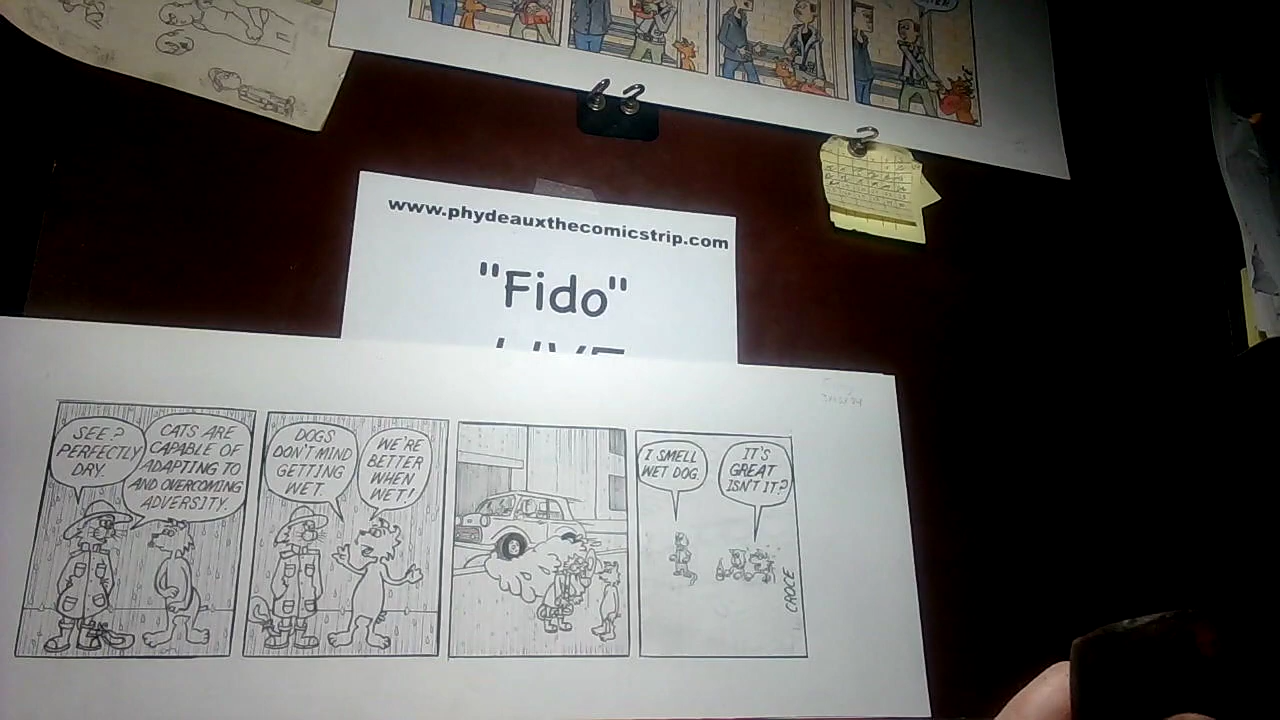 www.phydeauxthecomicstrip.com
"Fido"
LIVE
SEE?
PERFECTLY
DRY.
CATS ARE
CAPABLE OF
ADAPTING TO
AND OVERCOMING
ADVERSITY.
DOGS
DON'T MIND
GETTING
WET.
WE'RE
BETTER
WHEN
WET!
I SMELL
WET DOG.
IT'S
GREAT
ISN'T IT?
CROCE